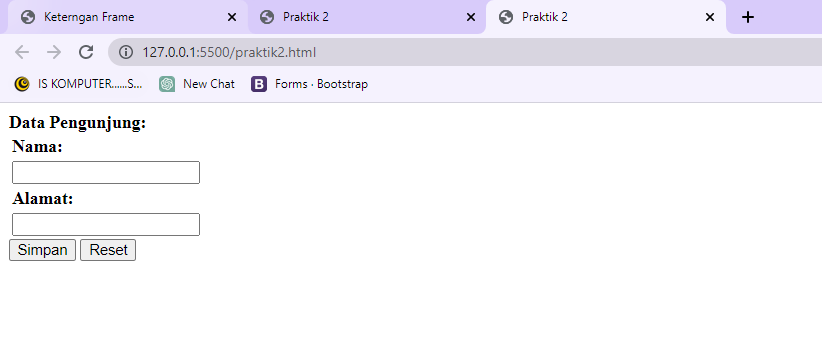 Keterngan Frame
Praktik 2
Praktik 2
127.0.0.1:5500/praktik2.html
IS KOMPUTER......S...
New Chat
B
Forms · Bootstrap
Data Pengunjung:
Nama:
Alamat:
Simpan
Reset